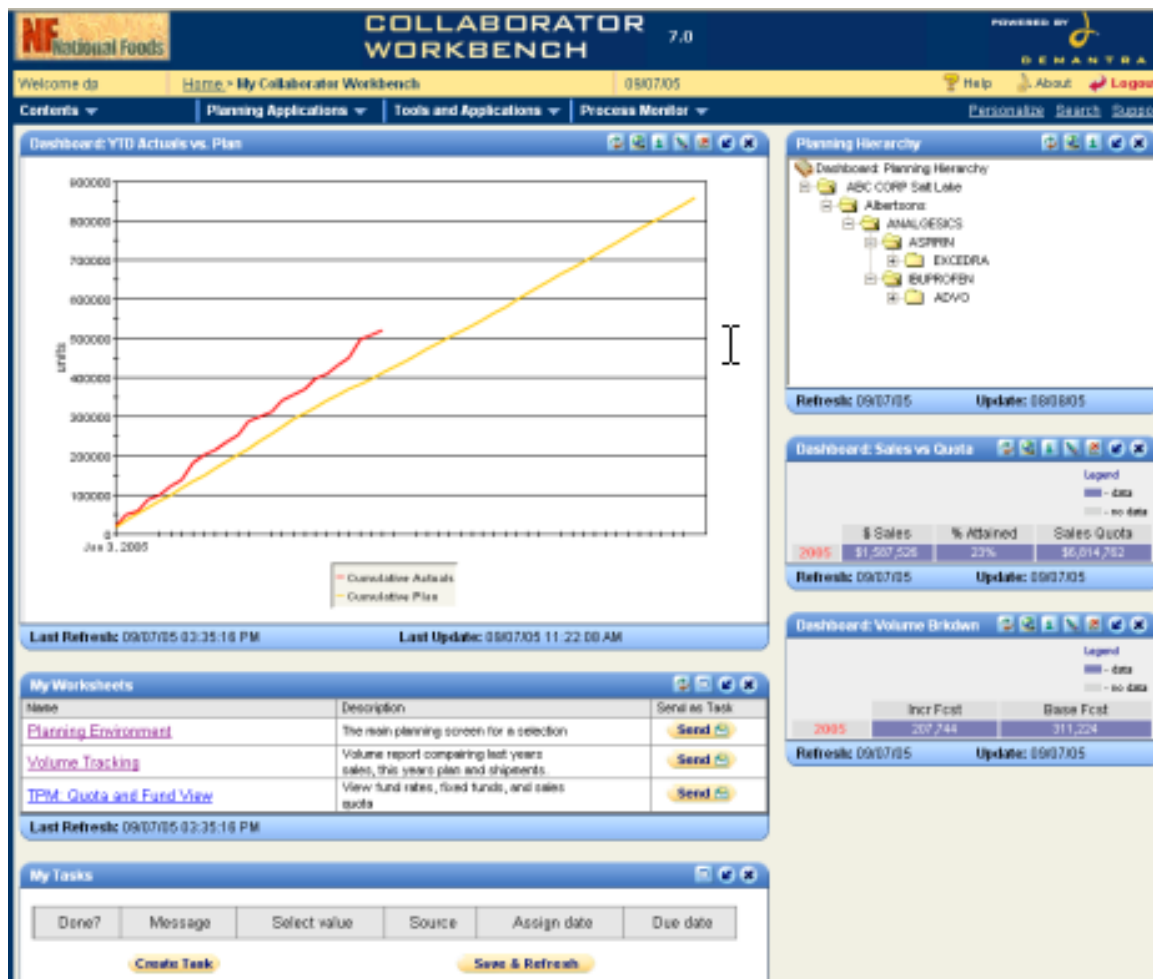 NF National Foods
COLLABORATOR WORKBENCH 7.0
POWERED BY
DEMANTRA
Welcome dp
Home > My Collaborator Workbench
09/07/05
Help
About
Logout
Contents
Planning Applications
Tools and Applications
Process Monitor
Personalize Search Suppo
Dashboard: YTD Actuals vs. Plan
900000
800000
700000
600000
500000
400000
300000
200000
100000
0
units
Jan 3, 2005
Cumulative Actuals
Cumulative Plan
Last Refresh: 09/07/05 03:35:16 PM
Last Update: 09/07/05 11:22:00 AM
My Worksheets
Name Description Send as Task
Planning Environment The main planning screen for a selection Send
Volume Tracking Volume report compairing last years sales, this years plan and shipments. Send
TPM: Quota and Fund View View fund rates, fixed funds, and sales quota Send
Last Refresh: 09/07/05 03:35:16 PM
My Tasks
Done? Message Select value Source Assign date Due date
Create Task
Save & Refresh
Planning Hierarchy
Dashboard: Planning Hierarchy
ABC CORP Salt Lake
Albertsons
ANALGESICS
ASPIRIN
EXCEDRA
IBUPROFEN
ADVO
Refresh: 09/07/05 Update: 08/08/05
Dashboard: Sales vs Quota
Legend
- data
- no data
$ Sales % Attained Sales Quota
2005 $1,587,526 23% $6,814,762
Refresh: 09/07/05 Update: 09/07/05
Dashboard: Volume Brkdwn
Legend
- data
- no data
Incr Fcst Base Fcst
2005 207,744 311,224
Refresh: 09/07/05 Update: 09/07/05